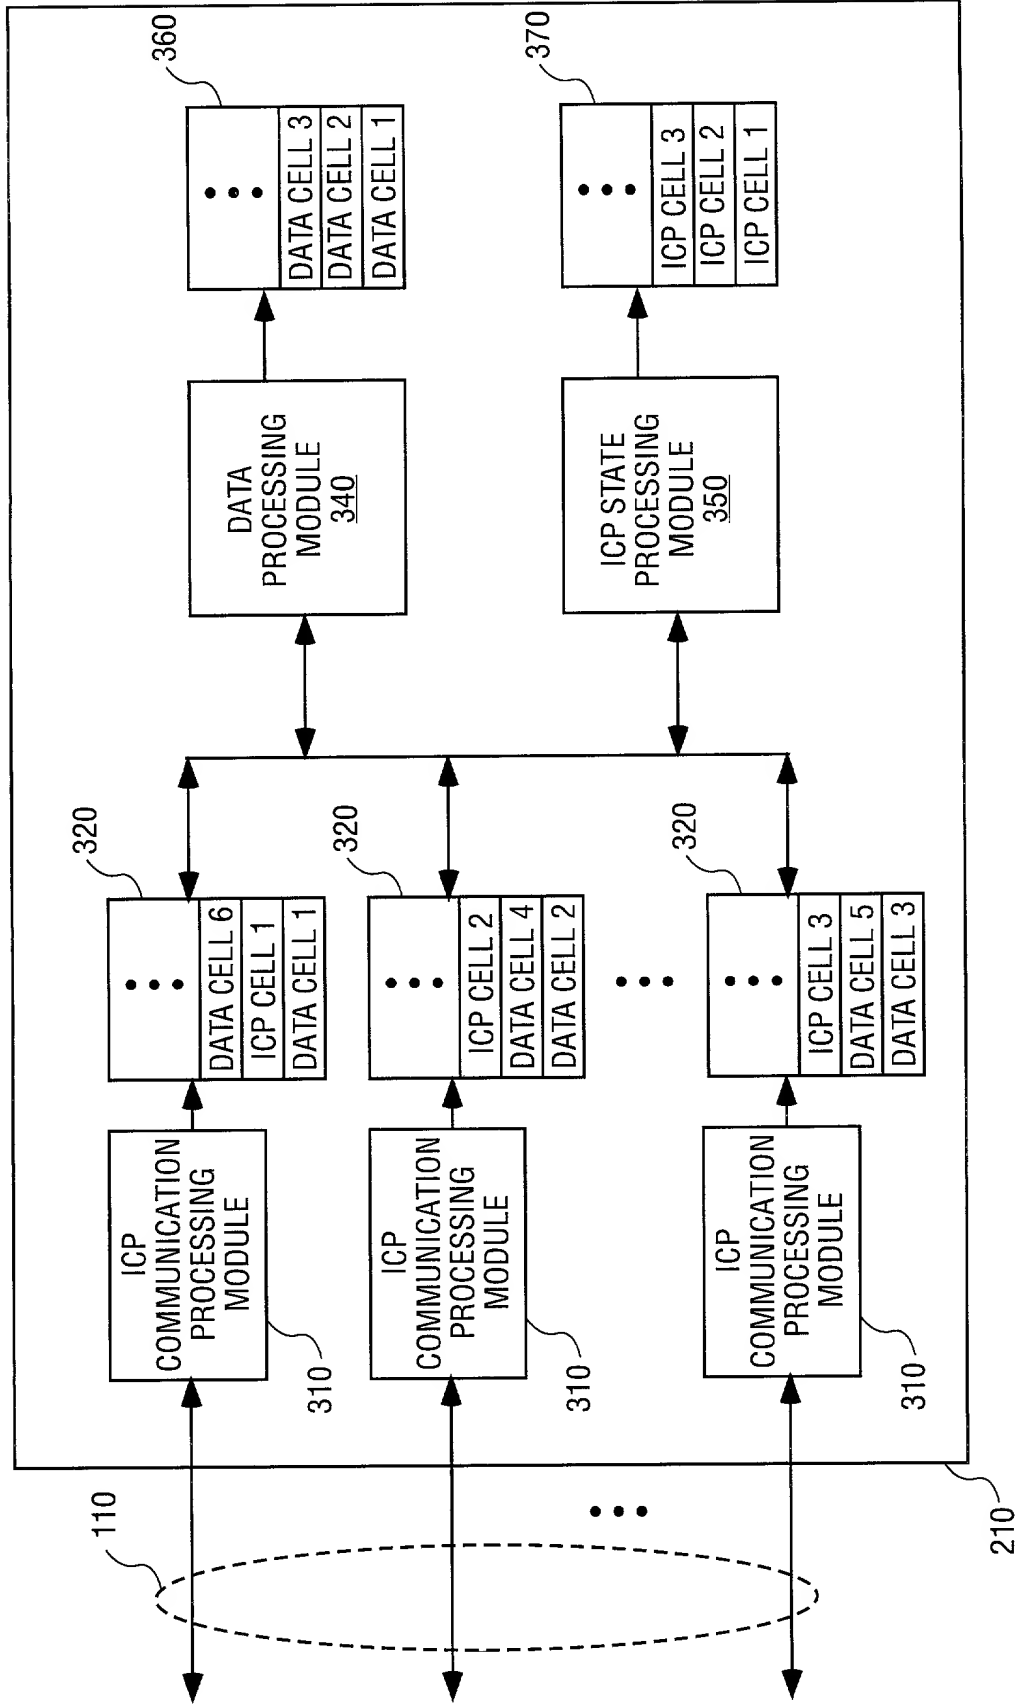 110
210
ICP
COMMUNICATION
PROCESSING
MODULE
310
320
DATA CELL 6
ICP CELL 1
DATA CELL 1
ICP
COMMUNICATION
PROCESSING
MODULE
310
320
ICP CELL 2
DATA CELL 4
DATA CELL 2
ICP
COMMUNICATION
PROCESSING
MODULE
310
320
ICP CELL 3
DATA CELL 5
DATA CELL 3
DATA
PROCESSING
MODULE
340
360
DATA CELL 3
DATA CELL 2
DATA CELL 1
ICP STATE
PROCESSING
MODULE
350
370
ICP CELL 3
ICP CELL 2
ICP CELL 1